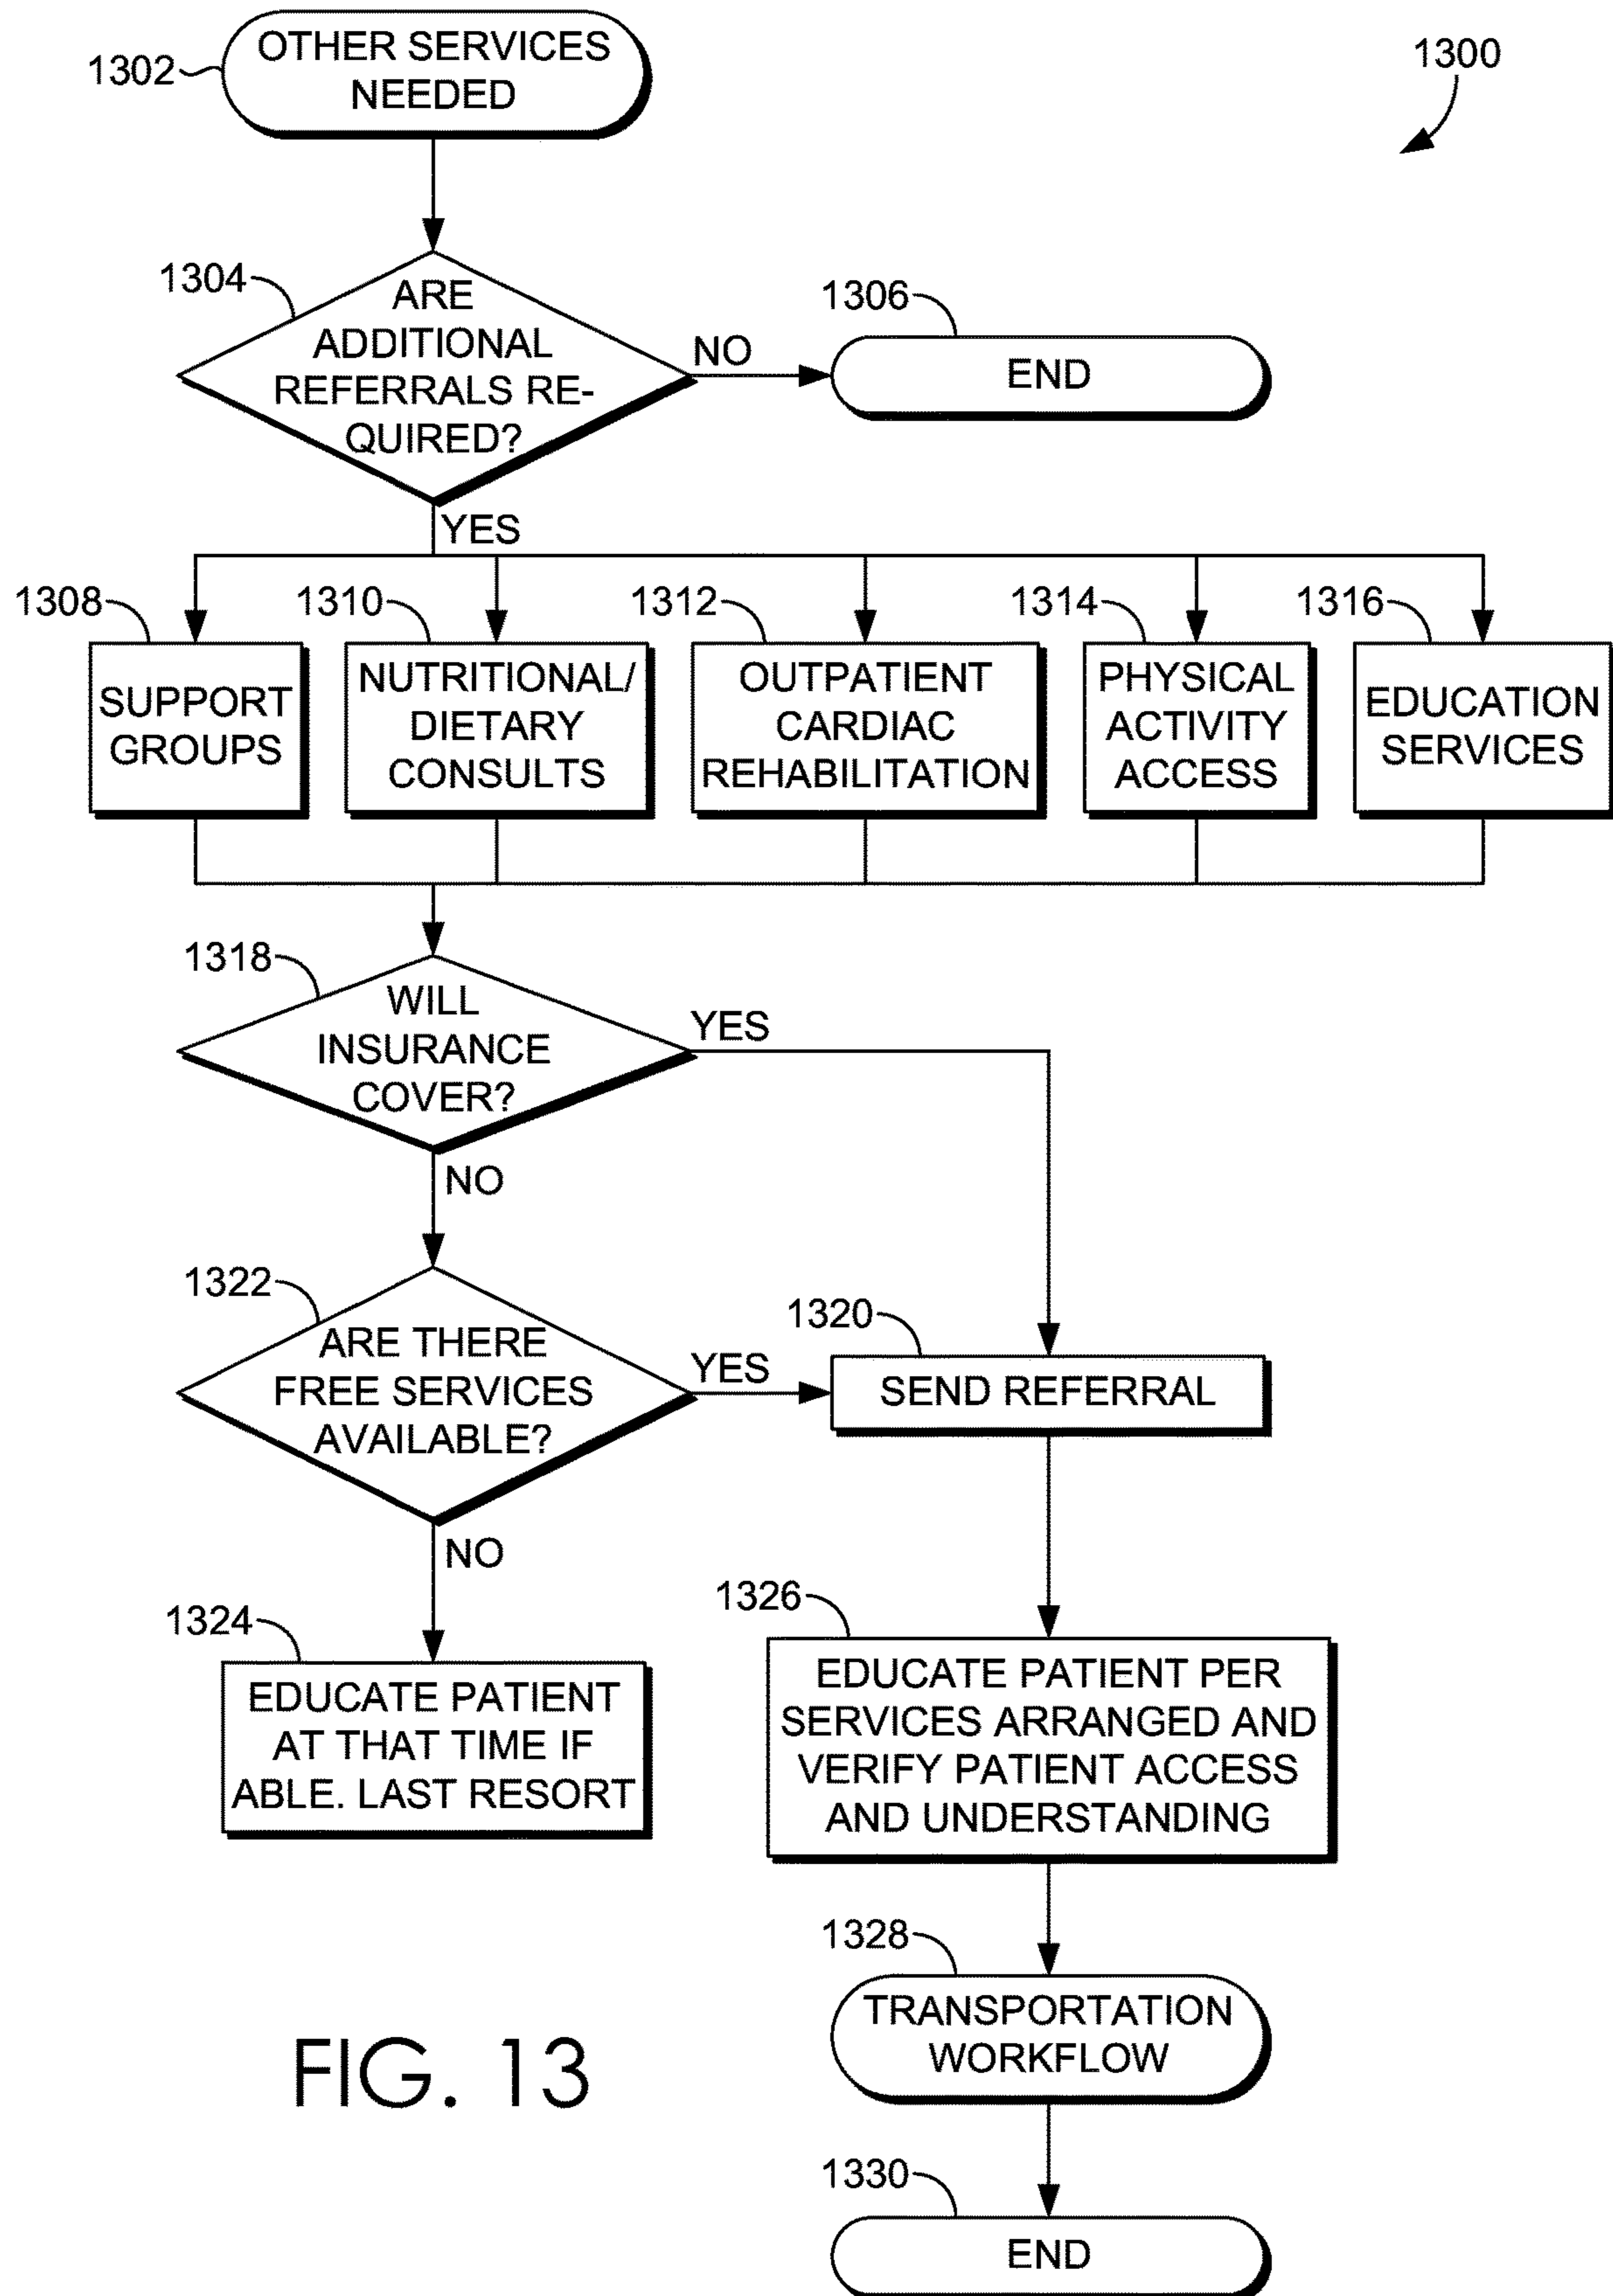 1302
OTHER SERVICES
NEEDED
1300
1304
ARE
ADDITIONAL
REFERRALS RE-
QUIRED?
NO
1306
END
YES
1308
SUPPORT
GROUPS
1310
NUTRITIONAL/
DIETARY
CONSULTS
1312
OUTPATIENT
CARDIAC
REHABILITATION
1314
PHYSICAL
ACTIVITY
ACCESS
1316
EDUCATION
SERVICES
1318
WILL
INSURANCE
COVER?
YES
NO
1322
ARE THERE
FREE SERVICES
AVAILABLE?
YES
1320
SEND REFERRAL
NO
1324
EDUCATE PATIENT
AT THAT TIME IF
ABLE. LAST RESORT
1326
EDUCATE PATIENT PER
SERVICES ARRANGED AND
VERIFY PATIENT ACCESS
AND UNDERSTANDING
1328
TRANSPORTATION
WORKFLOW
1330
END
FIG. 13